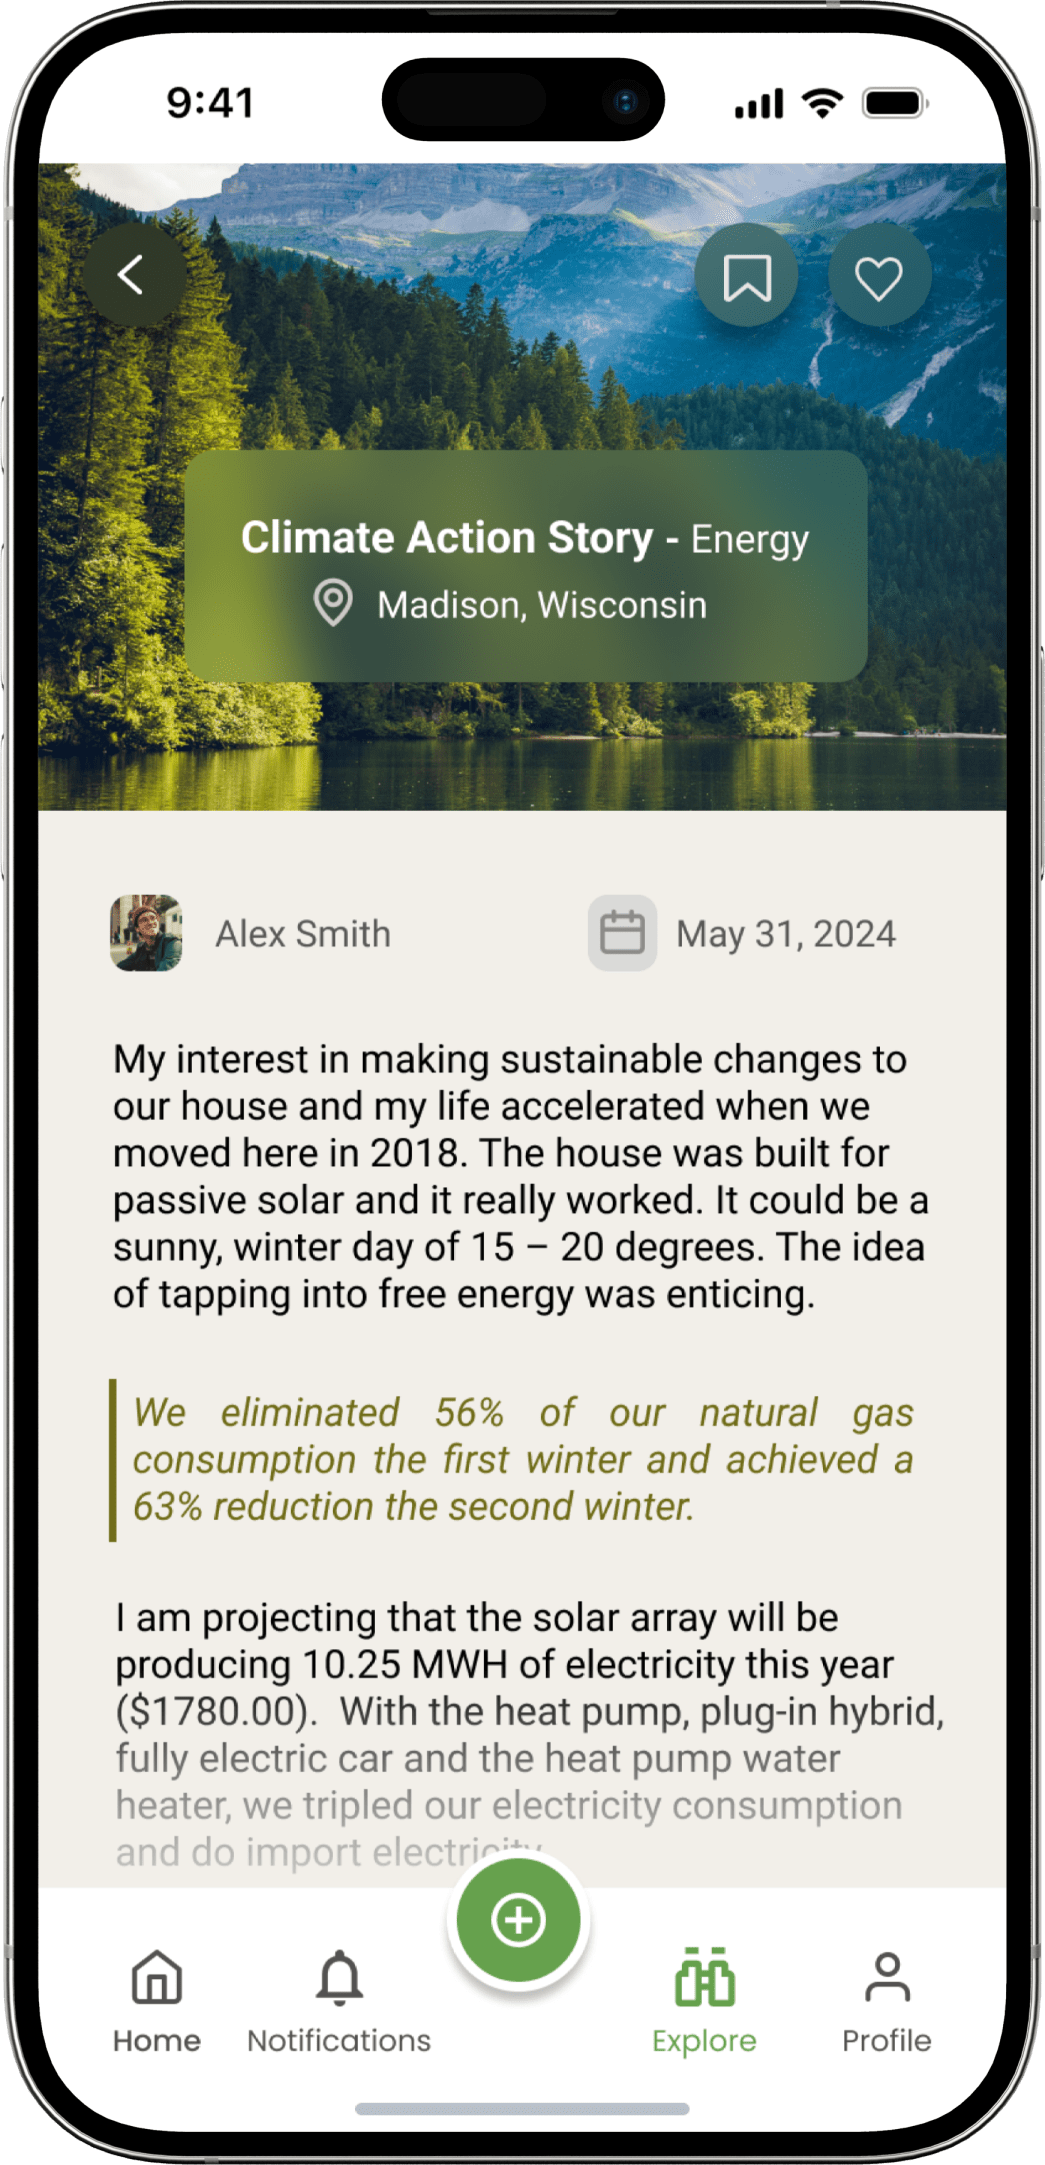 9:41
Climate Action Story - Energy
Madison, Wisconsin
Alex Smith
May 31, 2024
My interest in making sustainable changes to
our house and my life accelerated when we
moved here in 2018. The house was built for
passive solar and it really worked. It could be a
sunny, winter day of 15 – 20 degrees. The idea
of tapping into free energy was enticing.
We eliminated 56% of our natural gas
consumption the first winter and achieved a
63% reduction the second winter.
I am projecting that the solar array will be
producing 10.25 MWH of electricity this year
($1780.00).  With the heat pump, plug-in hybrid,
fully electric car and the heat pump water
heater, we tripled our electricity consumption
and do import electricity
Home
Notifications
Explore
Profile